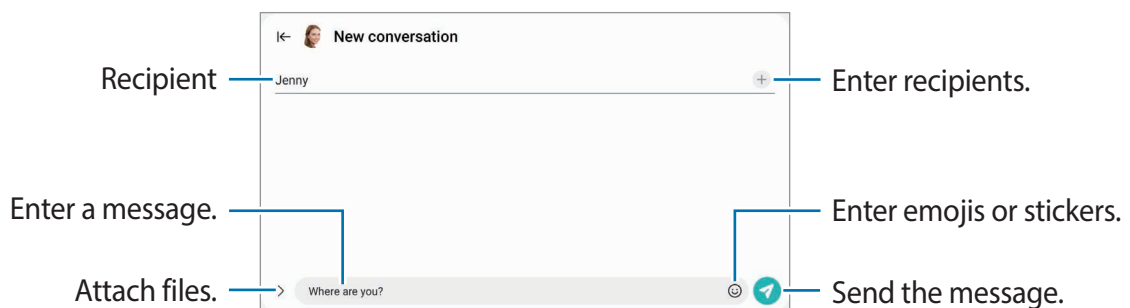 New conversation
Recipient
Jenny
Enter recipients.
Enter a message.
Enter emojis or stickers.
Attach files.
Where are you?
Send the message.